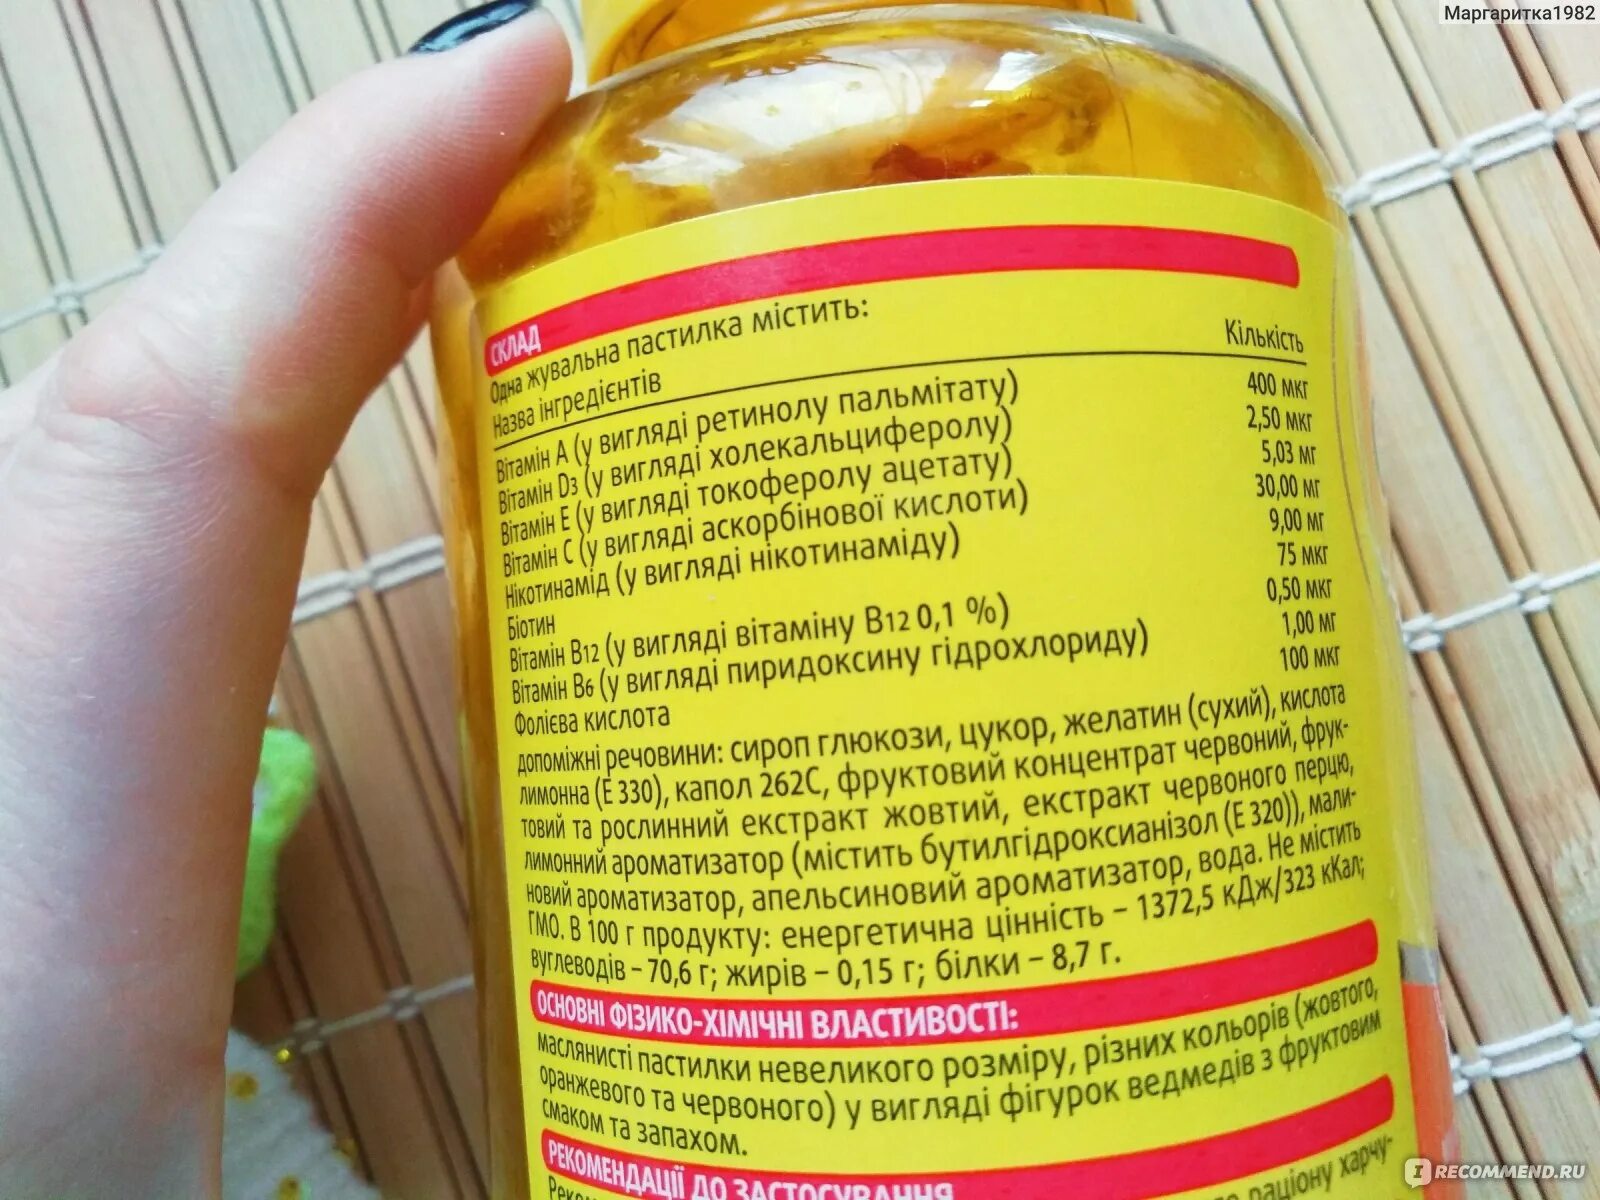 Маргаритка1982
СКЛАД
Одна жувальна пастилка містить:
Назва інгредієнтів Кількість
Вітамін А (у вигляді ретинолу пальмітату) 400 мкг
Вітамін D3 (у вигляді холекальциферолу) 2,50 мкг
Вітамін Е (у вигляді токоферолу ацетату) 5,03 мг
Вітамін С (у вигляді аскорбінової кислоти) 30,00 мг
Нікотинамід (у вигляді нікотинаміду) 9,00 мг
Біотин 75 мкг
Вітамін В12 (у вигляді вітаміну В12 0,1 %) 0,50 мкг
Вітамін В6 (у вигляді пиридоксину гідрохлориду) 1,00 мг
Фолієва кислота 100 мкг
допоміжні речовини: сироп глюкози, цукор, желатин (сухий), кислота
лимонна (Е 330), капол 262С, фруктовий концентрат червоний, фрук-
товий та рослинний екстракт жовтий, екстракт червоного перцю,
лимонний ароматизатор (містить бутилгідроксианізол (Е 320)), мали-
новий ароматизатор, апельсиновий ароматизатор, вода. Не містить
ГМО. В 100 г продукту: енергетична цінність – 1372,5 кДж/323 кКал;
вуглеводів – 70,6 г; жирів – 0,15 г; білки – 8,7 г.
ОСНОВНІ ФІЗИКО-ХІМІЧНІ ВЛАСТИВОСТІ:
маслянисті пастилки невеликого розміру, різних кольорів (жовтого,
оранжевого та червоного) у вигляді фігурок ведмедів з фруктовим
смаком та запахом.
РЕКОМЕНДАЦІЇ ДО ЗАСТОСУВАННЯ
раціону харчу-
IRECOMMEND.RU